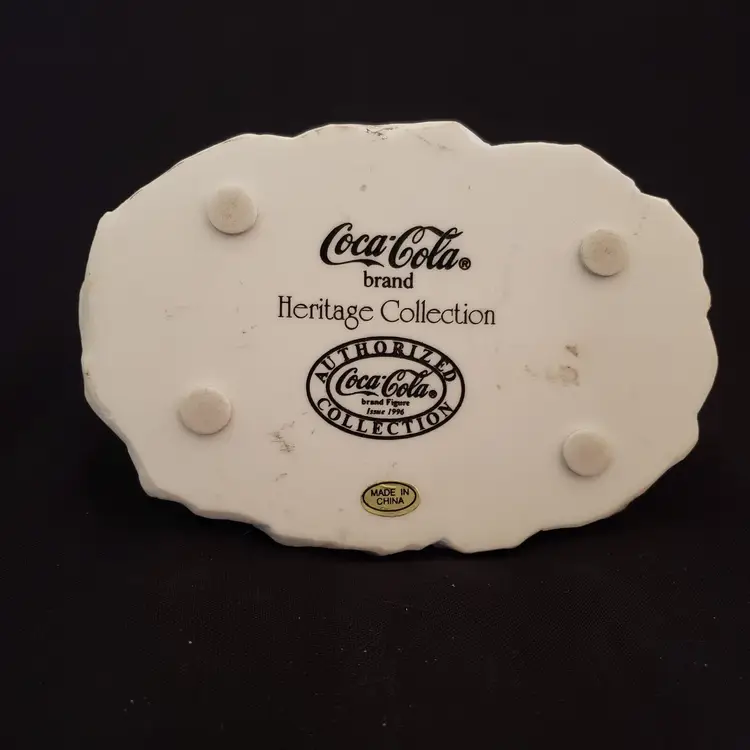 Coca-Cola®
brand
Heritage Collection
AUTHORIZED
Coca-Cola®
brand Figure
Issue 1996
COLLECTION
MADE IN
CHINA